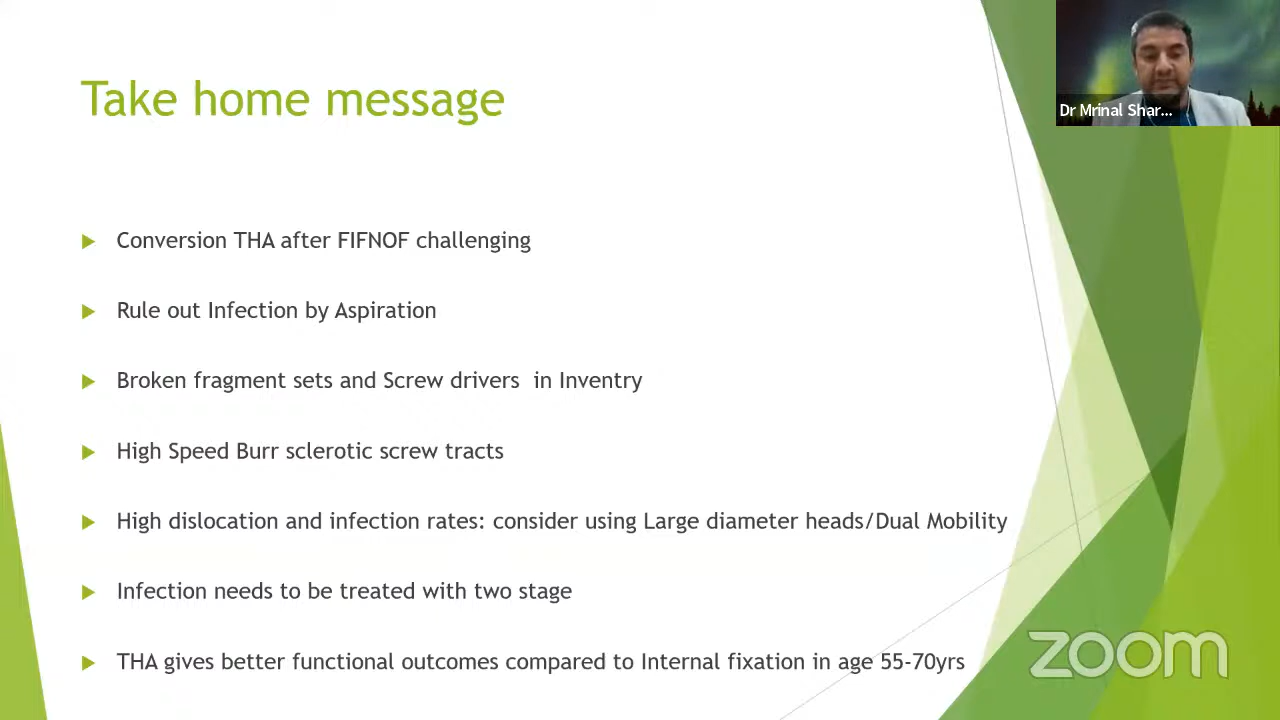 Take home message
Dr Mrinal Shar...
Conversion THA after FIFNOF challenging
Rule out Infection by Aspiration
Broken fragment sets and Screw drivers in Inventry
High Speed Burr sclerotic screw tracts
High dislocation and infection rates: consider using Large diameter heads/Dual Mobility
Infection needs to be treated with two stage
THA gives better functional outcomes compared to Internal fixation in age 55-70yrs
zoom